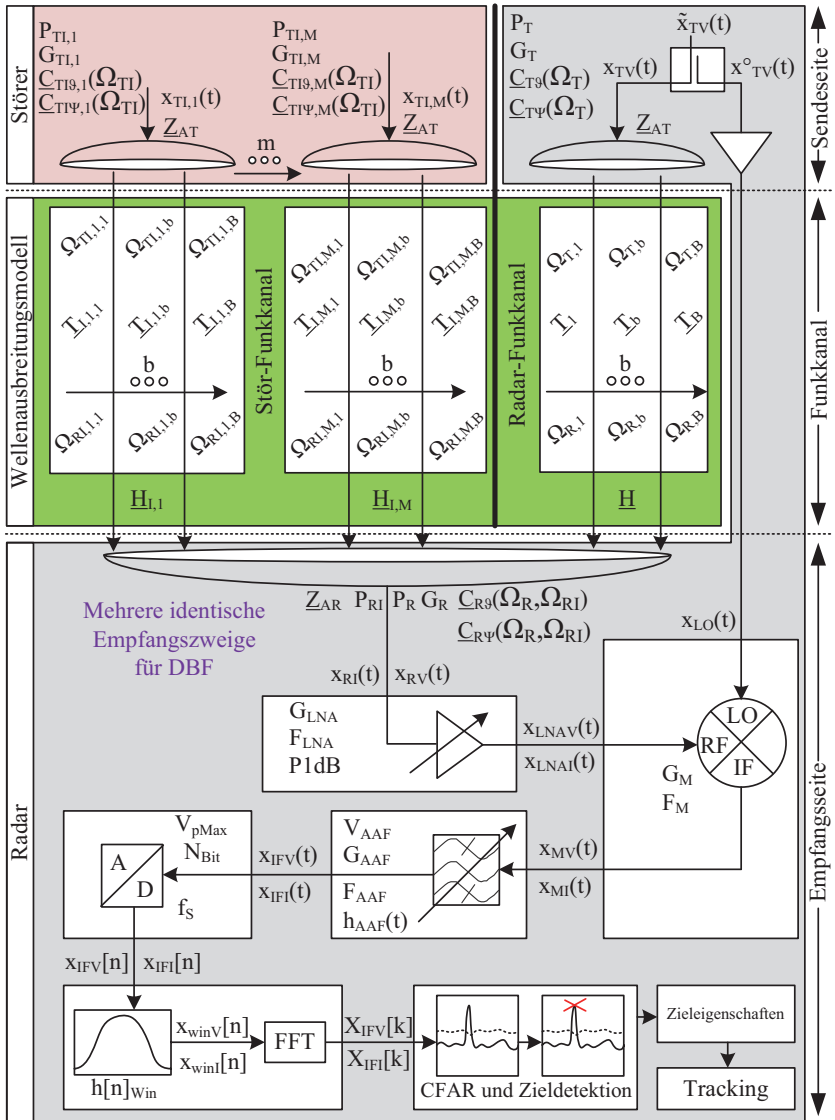 Störer
P_TI,1
G_TI,1
C_TIϑ,1(Ω_TI)
C_TIΨ,1(Ω_TI)
x_TI,1(t)
Z_AT
m
P_TI,M
G_TI,M
C_TIϑ,M(Ω_TI)
C_TIΨ,M(Ω_TI)
x_TI,M(t)
Z_AT
P_T
G_T
C_Tϑ(Ω_T)
C_TΨ(Ω_T)
x̃_TV(t)
x_TV(t)
x°_TV(t)
Z_AT
Sendeseite
Wellenausbreitungsmodell
Ω_TI,1,1 Ω_TI,1,b Ω_TI,1,B
T_I,1,1 T_I,1,b T_I,1,B
b
Ω_RI,1,1 Ω_RI,1,b Ω_RI,1,B
H_I,1
Stör-Funkkanal
Ω_TI,M,1 Ω_TI,M,b Ω_TI,M,B
T_I,M,1 T_I,M,b T_I,M,B
b
Ω_RI,M,1 Ω_RI,M,b Ω_RI,M,B
H_I,M
Radar-Funkkanal
Ω_T,1 Ω_T,b Ω_T,B
T_1 T_b T_B
b
Ω_R,1 Ω_R,b Ω_R,B
H
Funkkanal
Radar
Z_AR P_RI P_R G_R C_Rϑ(Ω_R,Ω_RI)
C_RΨ(Ω_R,Ω_RI)
Mehrere identische
Empfangszweige
für DBF
x_LO(t)
x_RI(t) x_RV(t)
G_LNA
F_LNA
P1dB
x_LNAV(t)
x_LNAI(t)
LO
RF
IF
G_M
F_M
x_MV(t)
x_MI(t)
V_AAF
G_AAF
F_AAF
h_AAF(t)
x_IFV(t)
x_IFI(t)
V_pMax
N_Bit
A
D
f_S
x_IFV[n] x_IFI[n]
h[n]_Win
x_winV[n]
x_winI[n]
FFT
X_IFV[k]
X_IFI[k]
CFAR und Zieldetektion
Zieleigenschaften
Tracking
Empfangsseite